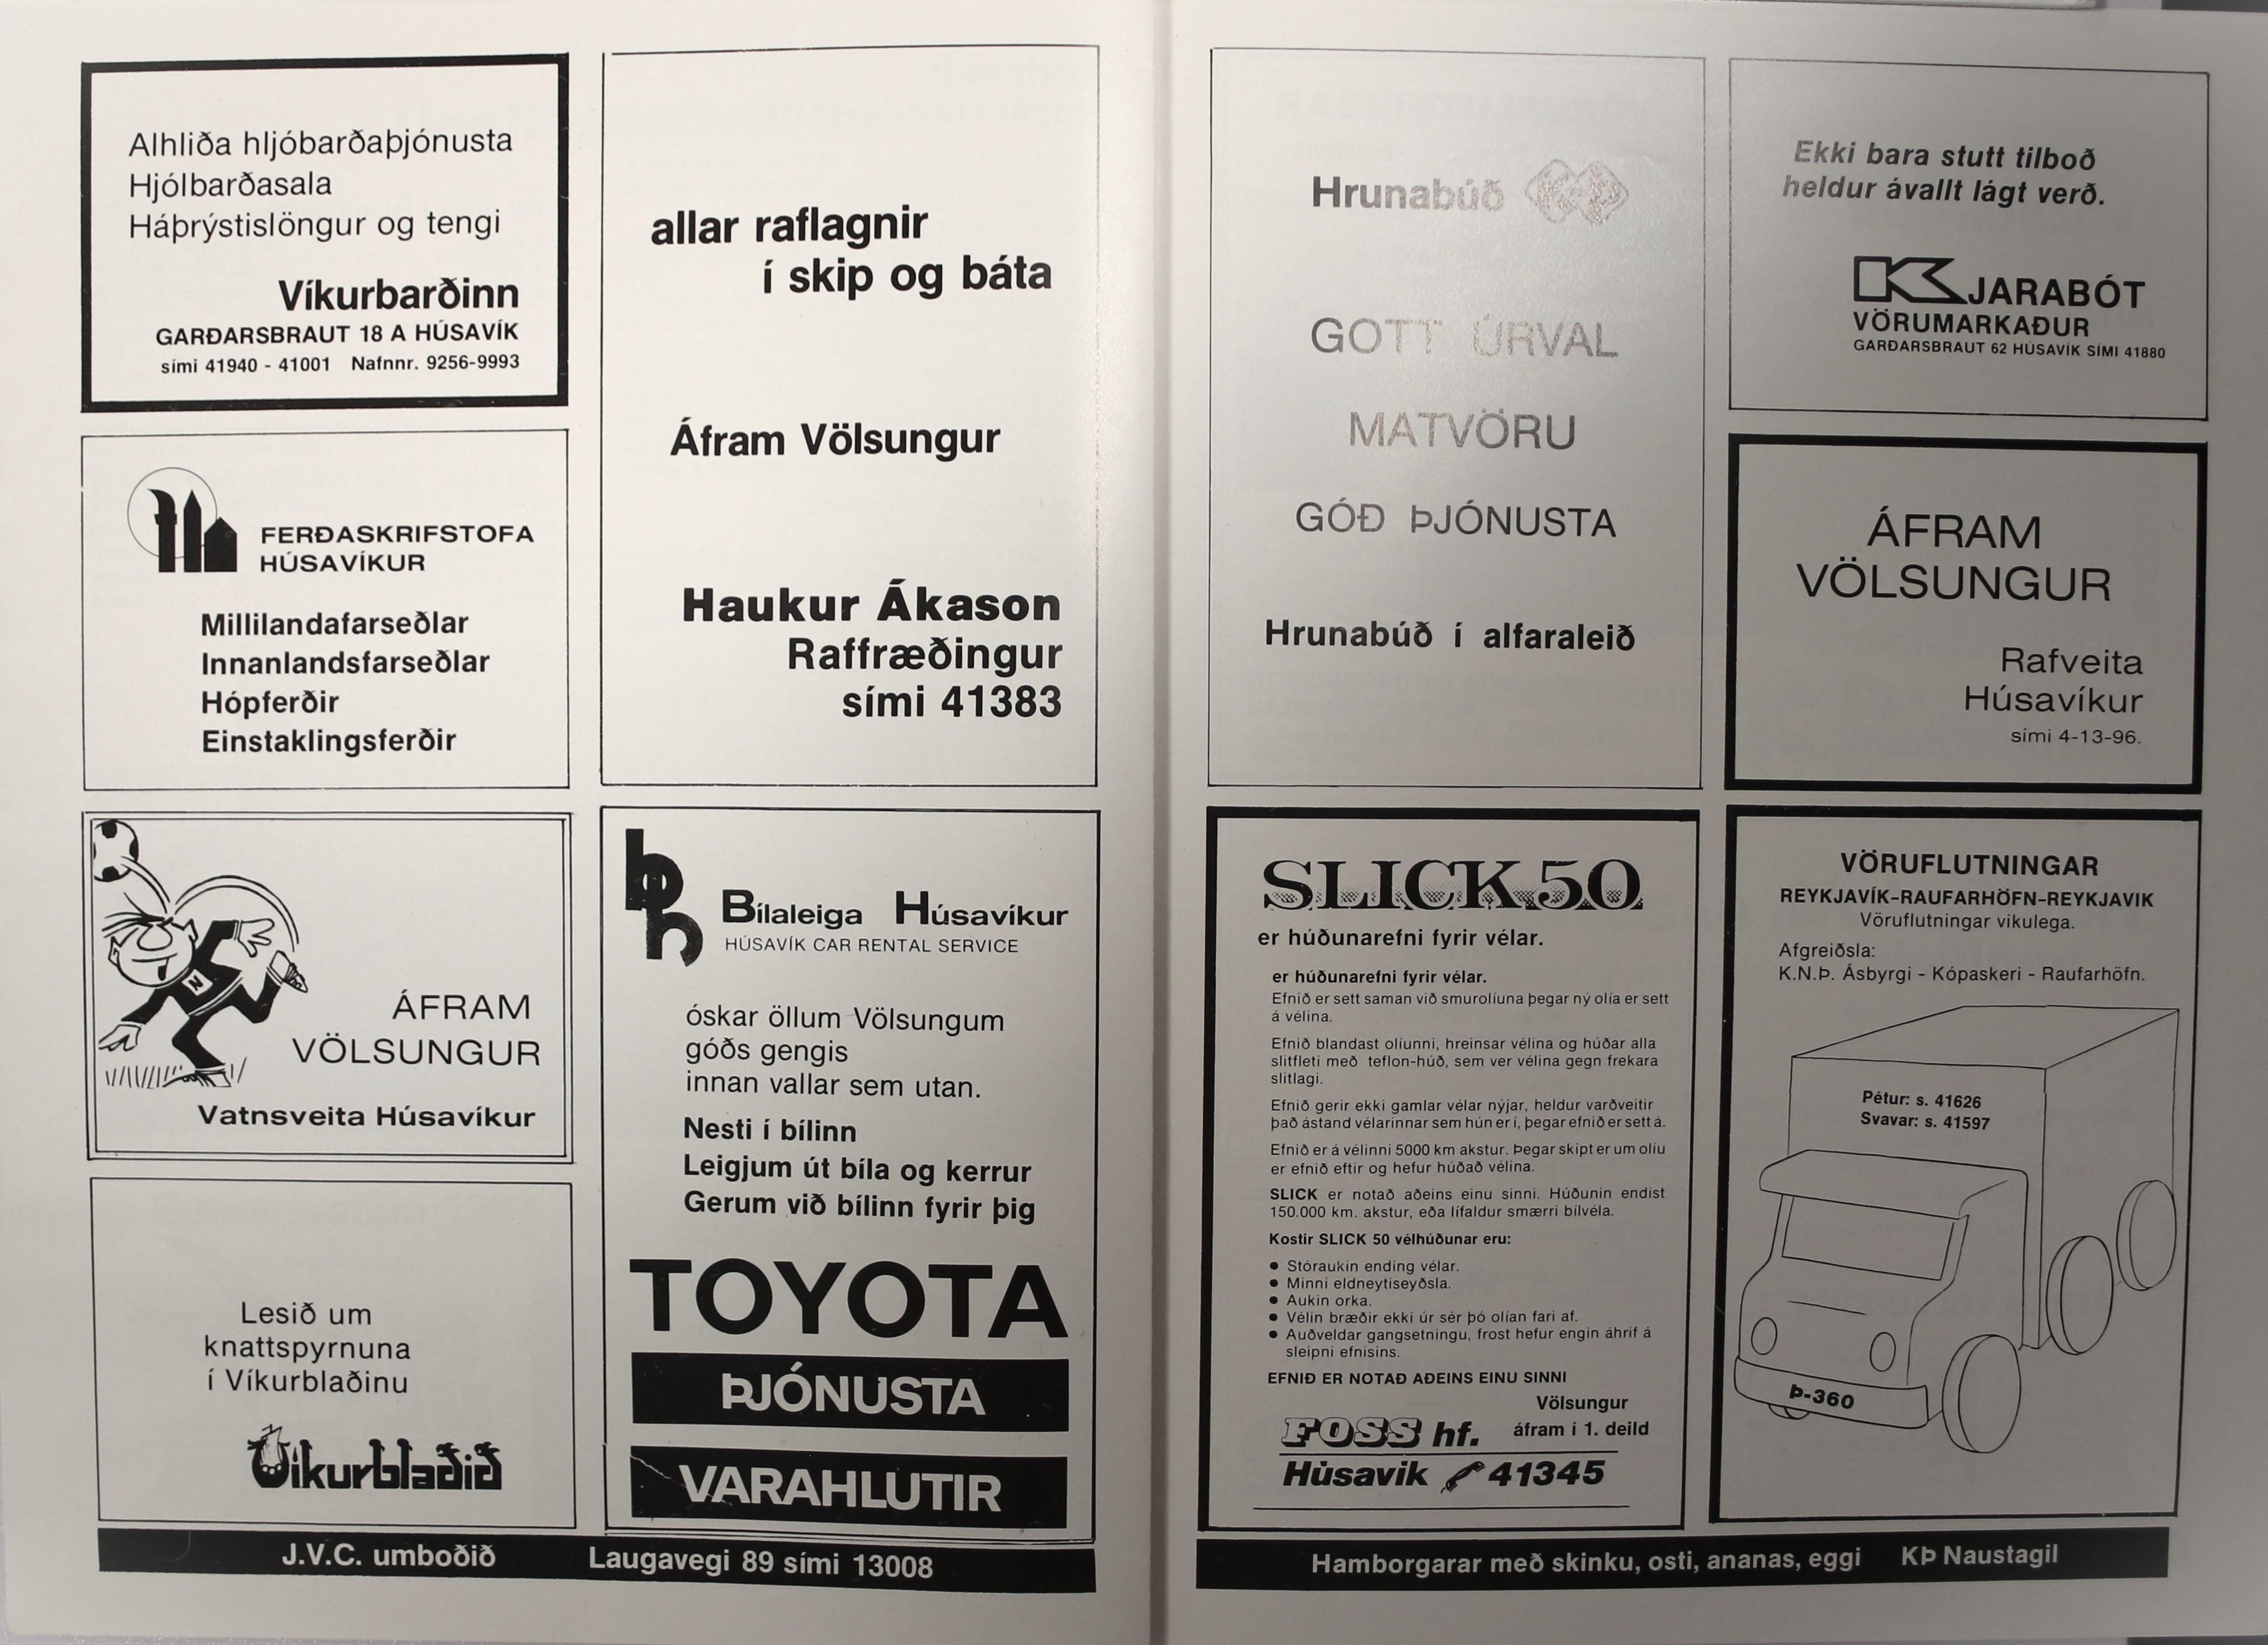 Alhliða hljóbarðaþjónusta
Hjólbarðasala
Háþrýstislöngur og tengi
Víkurbarðinn
GARÐARSBRAUT 18 A HÚSAVÍK
sími 41940 - 41001 Nafnnr. 9256-9993
FERÐASKRIFSTOFA
HÚSAVÍKUR
Millilandafarseðlar
Innanlandsfarseðlar
Hópferðir
Einstaklingsferðir
N
ÁFRAM
VÖLSUNGUR
Vatnsveita Húsavíkur
Lesið um
knattspyrnuna
í Víkurblaðinu
Víkurblaðið
allar raflagnir
í skip og báta
Áfram Völsungur
Haukur Ákason
Raffræðingur
sími 41383
bh
Bílaleiga Húsavíkur
HÚSAVÍK CAR RENTAL SERVICE
óskar öllum Völsungum
góðs gengis
innan vallar sem utan.
Nesti í bílinn
Leigjum út bíla og kerrur
Gerum við bílinn fyrir þig
TOYOTA
ÞJÓNUSTA
VARAHLUTIR
J.V.C. umboðið Laugavegi 89 sími 13008
Hrunabúð KÞ
GOTT ÚRVAL
MATVÖRU
GÓÐ ÞJÓNUSTA
Hrunabúð í alfaraleið
Ekki bara stutt tilboð
heldur ávallt lágt verð.
KJARABÓT
VÖRUMARKAÐUR
GARÐARSBRAUT 62 HÚSAVÍK SÍMI 41880
ÁFRAM
VÖLSUNGUR
Rafveita
Húsavíkur
sími 4-13-96.
SLICK 50
er húðunarefni fyrir vélar.
er húðunarefni fyrir vélar.
Efnið er sett saman við smurolíuna þegar ný olía er sett
á vélina.
Efnið blandast olíunni, hreinsar vélina og húðar alla
slitfleti með teflon-húð, sem ver vélina gegn frekara
slitlagi.
Efnið gerir ekki gamlar vélar nýjar, heldur varðveitir
það ástand vélarinnar sem hún er í, þegar efnið er sett á.
Efnið er á vélinni 5000 km akstur. Þegar skipt er um olíu
er efnið eftir og hefur húðað vélina.
SLICK er notað aðeins einu sinni. Húðunin endist
150.000 km. akstur, eða lífaldur smærri bílvéla.
Kostir SLICK 50 vélhúðunar eru:
● Stóraukin ending vélar.
● Minni eldneytiseyðsla.
● Aukin orka.
● Vélin bræðir ekki úr sér þó olían fari af.
● Auðveldar gangsetningu, frost hefur engin áhrif á
sleipni efnisins.
EFNIÐ ER NOTAÐ AÐEINS EINU SINNI
Völsungur
áfram í 1. deild
FOSS hf.
Húsavik 41345
VÖRUFLUTNINGAR
REYKJAVÍK-RAUFARHÖFN-REYKJAVIK
Vöruflutningar vikulega.
Afgreiðsla:
K.N.Þ. Ásbyrgi - Kópaskeri - Raufarhöfn.
Pétur: s. 41626
Svavar: s. 41597
Þ-360
Hamborgarar með skinku, osti, ananas, eggi KÞ Naustagil